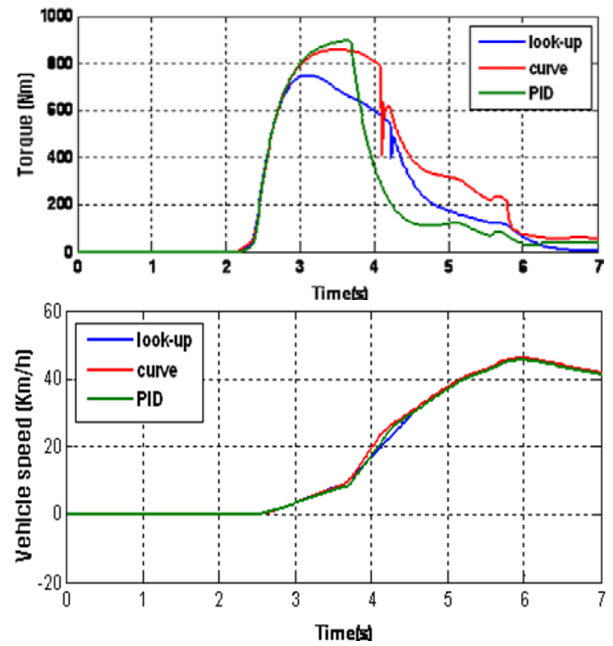 1000
800
600
400
200
0
Torque (Nm)
look-up
curve
PID
0 1 2 3 4 5 6 7
Time(s)
60
40
20
0
-20
Vehicle speed (Km/h)
look-up
curve
PID
0 1 2 3 4 5 6 7
Time(s)